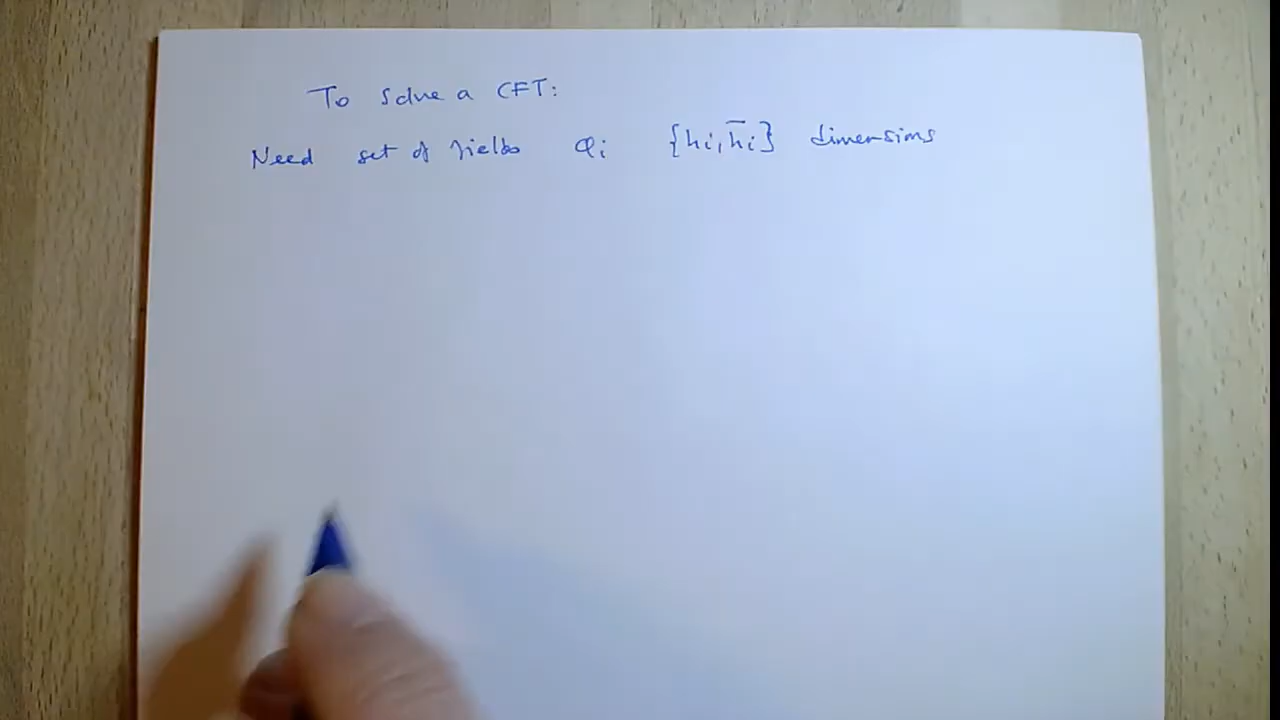 To solve a CFT:
Need set of fields φi {hi, h̄i} dimensions